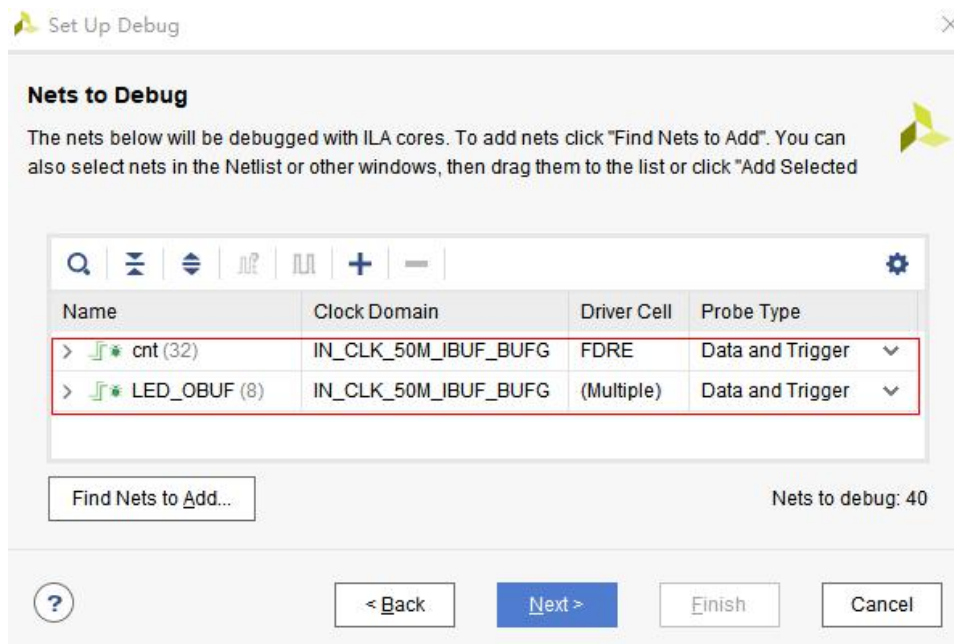 Set Up Debug
Nets to Debug
The nets below will be debugged with ILA cores. To add nets click "Find Nets to Add". You can
also select nets in the Netlist or other windows, then drag them to the list or click "Add Selected
Name Clock Domain Driver Cell Probe Type
cnt (32) IN_CLK_50M_IBUF_BUFG FDRE Data and Trigger
LED_OBUF (8) IN_CLK_50M_IBUF_BUFG (Multiple) Data and Trigger
Find Nets to Add... Nets to debug: 40
? < Back Next > Finish Cancel